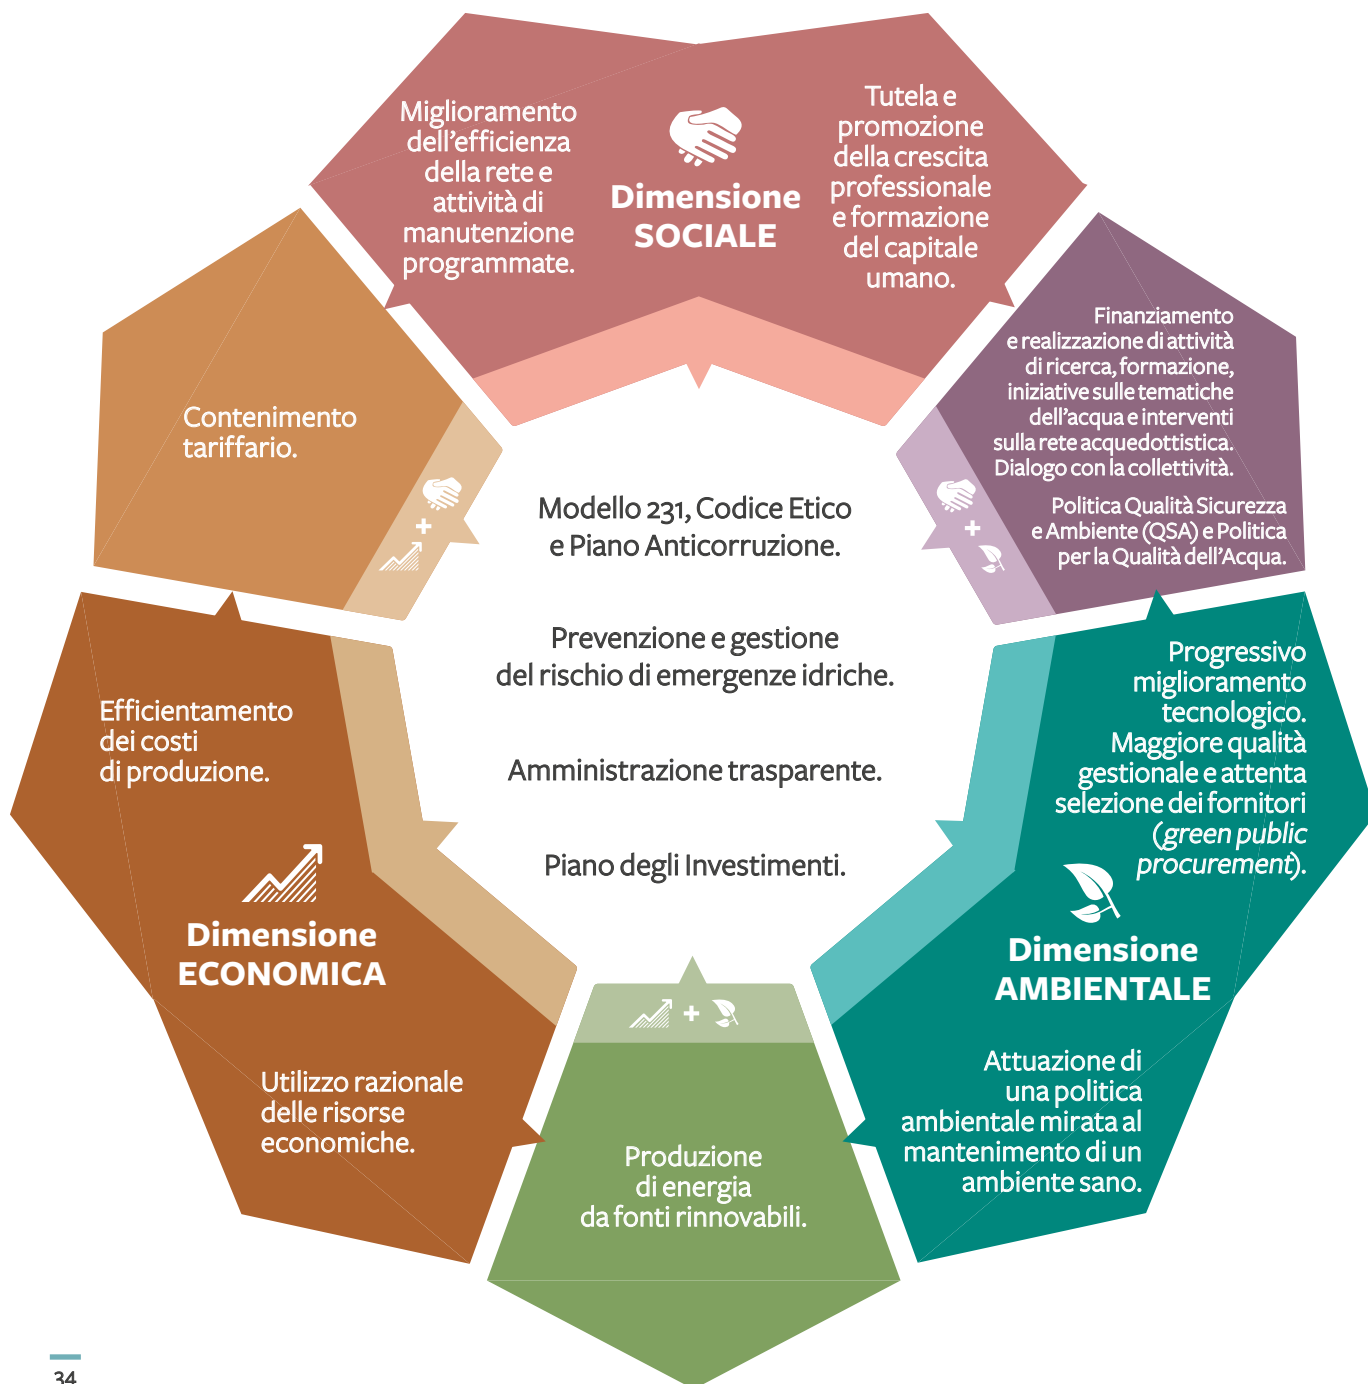 Miglioramento
dell’efficienza
della rete e
attività di
manutenzione
programmate.
Dimensione
SOCIALE
Tutela e
promozione
della crescita
professionale
e formazione
del capitale
umano.
Contenimento
tariffario.
+
Finanziamento
e realizzazione di attività
di ricerca, formazione,
iniziative sulle tematiche
dell’acqua e interventi
sulla rete acquedottistica.
Dialogo con la collettività.
Politica Qualità Sicurezza
e Ambiente (QSA) e Politica
per la Qualità dell’Acqua.
+
Modello 231, Codice Etico
e Piano Anticorruzione.
Prevenzione e gestione
del rischio di emergenze idriche.
Amministrazione trasparente.
Piano degli Investimenti.
Efficientamento
dei costi
di produzione.
Dimensione
ECONOMICA
Utilizzo razionale
delle risorse
economiche.
Progressivo
miglioramento
tecnologico.
Maggiore qualità
gestionale e attenta
selezione dei fornitori
(green public
procurement).
Dimensione
AMBIENTALE
Attuazione di
una politica
ambientale mirata al
mantenimento di un
ambiente sano.
+
Produzione
di energia
da fonti rinnovabili.
34